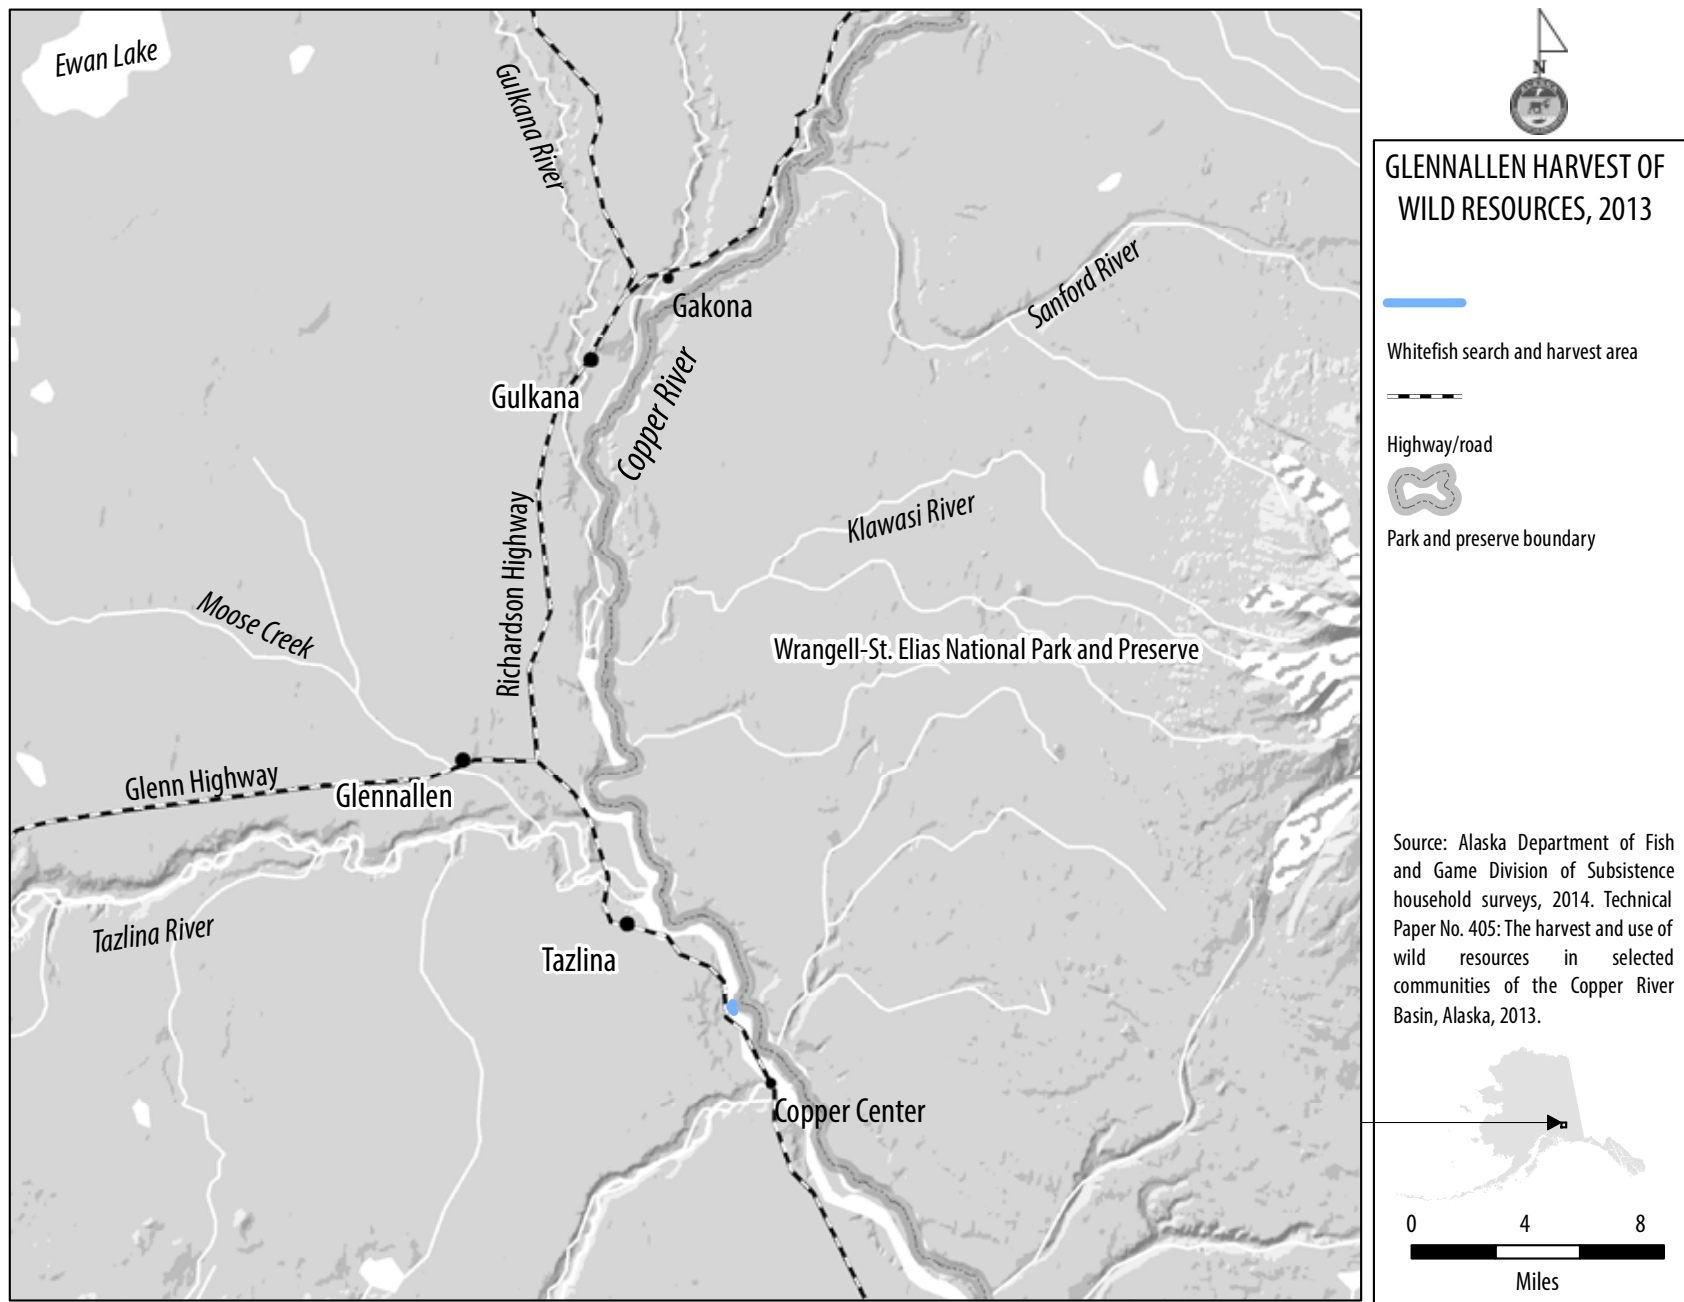 Ewan Lake
Gulkana River
Gakona
Sanford River
Gulkana
Copper River
Klawasi River
Richardson Highway
Moose Creek
Wrangell-St. Elias National Park and Preserve
Glenn Highway
Glennallen
Tazlina River
Tazlina
Copper Center
N
GLENNALLEN HARVEST OF
WILD RESOURCES, 2013
Whitefish search and harvest area
Highway/road
Park and preserve boundary
Source: Alaska Department of Fish
and Game Division of Subsistence
household surveys, 2014. Technical
Paper No. 405: The harvest and use of
wild resources in selected
communities of the Copper River
Basin, Alaska, 2013.
0 4 8
Miles